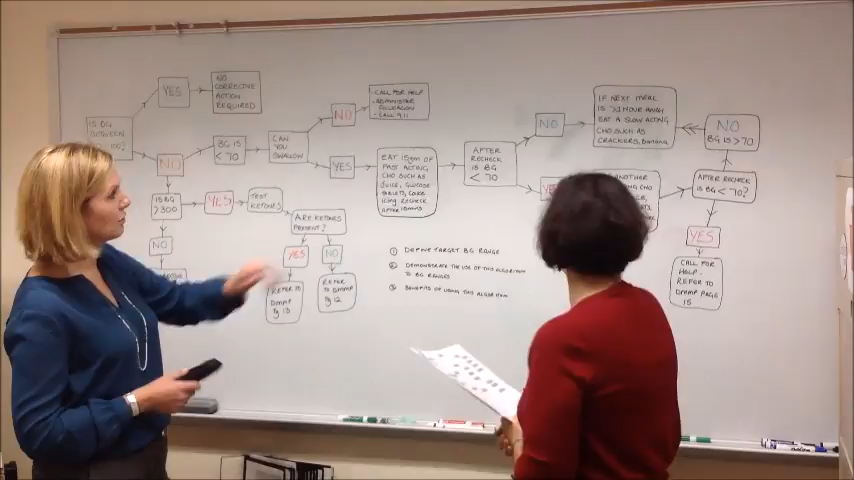 YES
NO
CORRECTIVE
ACTION
REQUIRED
IS BG
BETWEEN
100?
NO
BG IS
< 70
CAN
YOU
SWALLOW
NO
CALL FOR HELP
-ADMINISTER
GLUCAGON
-CALL 911
YES
EAT 15gm OF
FAST ACTING
CHO SUCH AS
JUICE, GLUCOSE
TABLETS, CAKE
ICING RECHECK
AFTER 15MINS
AFTER
RECHECK
IS BG
< 70
NO
IF NEXT MEAL
IS >1 HOUR AWAY
EAT A SLOW ACTING
CHO SUCH AS
CRACKERS, BANANA
NO
BG IS >70
YES
ANOTHER
CHO
AFTER RECHECK
IS BG < 70?
YES
CALL FOR
HELP -
REFER TO
DMMP PAGE
15
IS BG
>300
YES
TEST
KETONES
ARE KETONES
PRESENT?
YES
NO
REFER TO
DMMP
Pg 13
REFER TO DMMP
Pg 12
NO
① DEFINE TARGET BG RANGE
② DEMONSTRATE THE USE OF THIS ALGORITHM
TO BG RANGES
③ BENEFITS OF USING THIS ALGORITHM